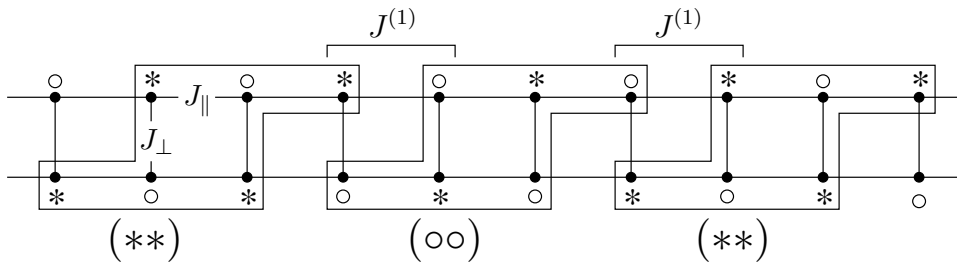 J^{(1)} J^{(1)}
○ * ○ * ○ * ○ * ○ *
J_∥
J_⊥
* ○ * ○ * ○ * ○ * ○
(**) (○○) (**)